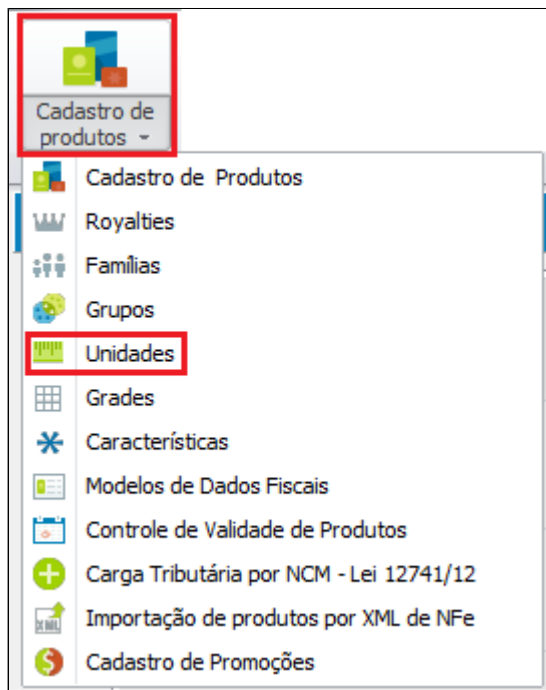 Cadastro de
produtos
Cadastro de Produtos
Royalties
Famílias
Grupos
Unidades
Grades
Características
Modelos de Dados Fiscais
Controle de Validade de Produtos
Carga Tributária por NCM - Lei 12741/12
Importação de produtos por XML de NFe
Cadastro de Promoções